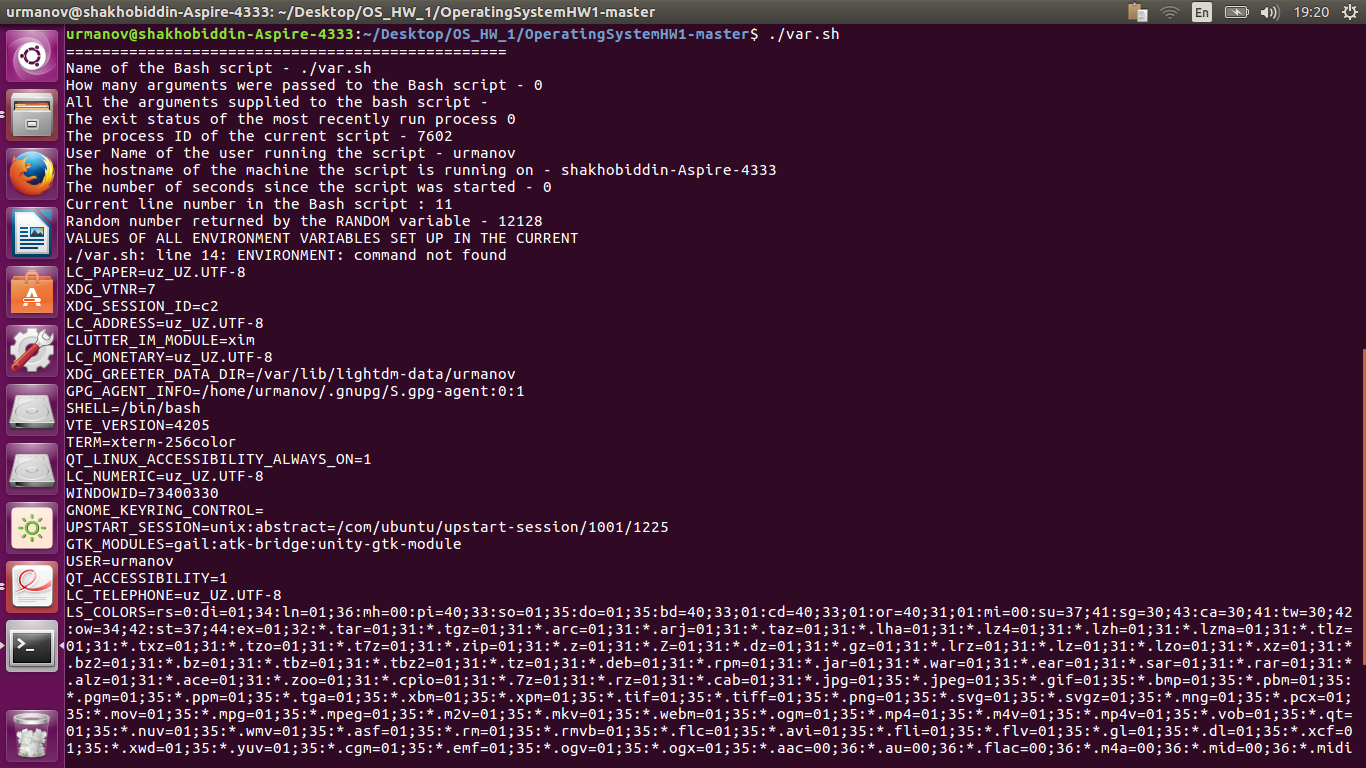 urmanov@shakhobiddin-Aspire-4333: ~/Desktop/OS_HW_1/OperatingSystemHW1-master
En
19:20
urmanov@shakhobiddin-Aspire-4333:~/Desktop/OS_HW_1/OperatingSystemHW1-master$ ./var.sh
=================================================
Name of the Bash script - ./var.sh
How many arguments were passed to the Bash script - 0
All the arguments supplied to the bash script -
The exit status of the most recently run process 0
The process ID of the current script - 7602
User Name of the user running the script - urmanov
The hostname of the machine the script is running on - shakhobiddin-Aspire-4333
The number of seconds since the script was started - 0
Current line number in the Bash script : 11
Random number returned by the RANDOM variable - 12128
VALUES OF ALL ENVIRONMENT VARIABLES SET UP IN THE CURRENT
./var.sh: line 14: ENVIRONMENT: command not found
LC_PAPER=uz_UZ.UTF-8
XDG_VTNR=7
XDG_SESSION_ID=c2
LC_ADDRESS=uz_UZ.UTF-8
CLUTTER_IM_MODULE=xim
LC_MONETARY=uz_UZ.UTF-8
XDG_GREETER_DATA_DIR=/var/lib/lightdm-data/urmanov
GPG_AGENT_INFO=/home/urmanov/.gnupg/S.gpg-agent:0:1
SHELL=/bin/bash
VTE_VERSION=4205
TERM=xterm-256color
QT_LINUX_ACCESSIBILITY_ALWAYS_ON=1
LC_NUMERIC=uz_UZ.UTF-8
WINDOWID=73400330
GNOME_KEYRING_CONTROL=
UPSTART_SESSION=unix:abstract=/com/ubuntu/upstart-session/1001/1225
GTK_MODULES=gail:atk-bridge:unity-gtk-module
USER=urmanov
QT_ACCESSIBILITY=1
LC_TELEPHONE=uz_UZ.UTF-8
LS_COLORS=rs=0:di=01;34:ln=01;36:mh=00:pi=40;33:so=01;35:do=01;35:bd=40;33;01:cd=40;33;01:or=40;31;01:mi=00:su=37;41:sg=30;43:ca=30;41:tw=30;42
:ow=34;42:st=37;44:ex=01;32:*.tar=01;31:*.tgz=01;31:*.arc=01;31:*.arj=01;31:*.taz=01;31:*.lha=01;31:*.lz4=01;31:*.lzh=01;31:*.lzma=01;31:*.tlz=
01;31:*.txz=01;31:*.tzo=01;31:*.t7z=01;31:*.zip=01;31:*.z=01;31:*.Z=01;31:*.dz=01;31:*.gz=01;31:*.lrz=01;31:*.lz=01;31:*.lzo=01;31:*.xz=01;31:*
.bz2=01;31:*.bz=01;31:*.tbz=01;31:*.tbz2=01;31:*.tz=01;31:*.deb=01;31:*.rpm=01;31:*.jar=01;31:*.war=01;31:*.ear=01;31:*.sar=01;31:*.rar=01;31:*
.alz=01;31:*.ace=01;31:*.zoo=01;31:*.cpio=01;31:*.7z=01;31:*.rz=01;31:*.cab=01;31:*.jpg=01;35:*.jpeg=01;35:*.gif=01;35:*.bmp=01;35:*.pbm=01;35:
*.pgm=01;35:*.ppm=01;35:*.tga=01;35:*.xbm=01;35:*.xpm=01;35:*.tif=01;35:*.tiff=01;35:*.png=01;35:*.svg=01;35:*.svgz=01;35:*.mng=01;35:*.pcx=01;
35:*.mov=01;35:*.mpg=01;35:*.mpeg=01;35:*.m2v=01;35:*.mkv=01;35:*.webm=01;35:*.ogm=01;35:*.mp4=01;35:*.m4v=01;35:*.mp4v=01;35:*.vob=01;35:*.qt=
01;35:*.nuv=01;35:*.wmv=01;35:*.asf=01;35:*.rm=01;35:*.rmvb=01;35:*.flc=01;35:*.avi=01;35:*.fli=01;35:*.flv=01;35:*.gl=01;35:*.dl=01;35:*.xcf=0
1;35:*.xwd=01;35:*.yuv=01;35:*.cgm=01;35:*.emf=01;35:*.ogv=01;35:*.ogx=01;35:*.aac=00;36:*.au=00;36:*.flac=00;36:*.m4a=00;36:*.mid=00;36:*.midi